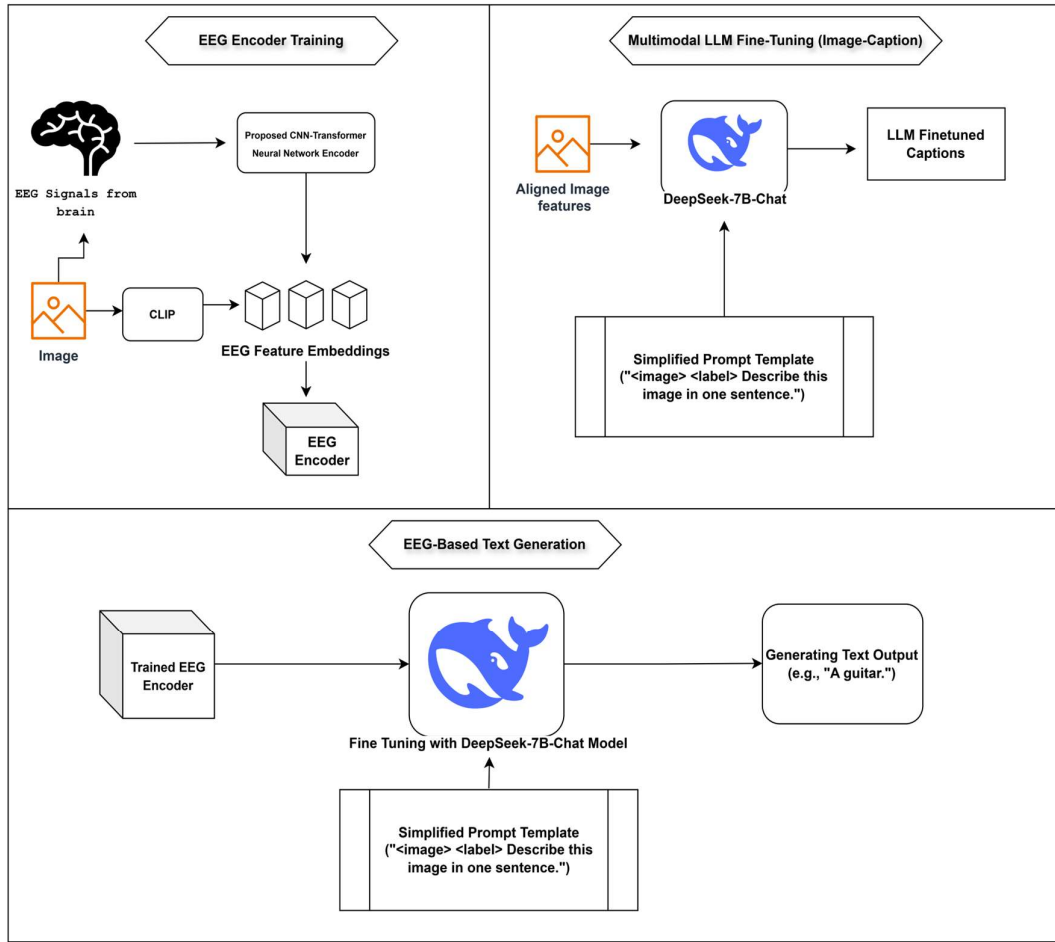 EEG Encoder Training
Proposed CNN-Transformer
Neural Network Encoder
EEG Signals from
brain
Image
CLIP
EEG Feature Embeddings
EEG
Encoder
Multimodal LLM Fine-Tuning (Image-Caption)
Aligned Image
features
DeepSeek-7B-Chat
LLM Finetuned
Captions
Simplified Prompt Template
("<image> <label> Describe this
image in one sentence.")
EEG-Based Text Generation
Trained EEG
Encoder
Fine Tuning with DeepSeek-7B-Chat Model
Generating Text Output
(e.g., "A guitar.")
Simplified Prompt Template
("<image> <label> Describe this
image in one sentence.")